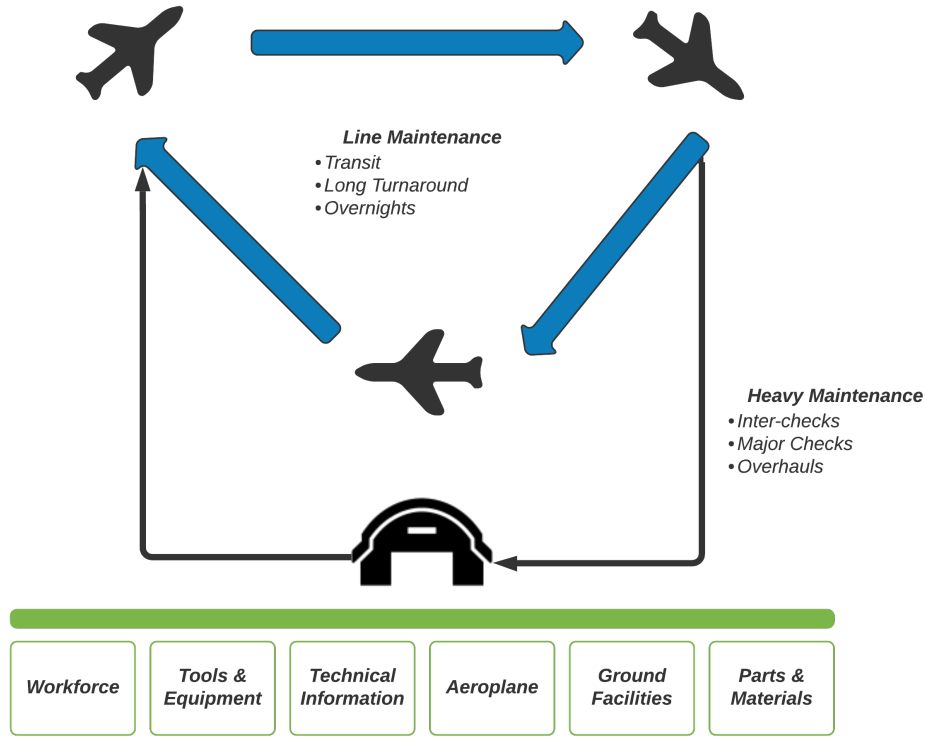 Line Maintenance
•Transit
•Long Turnaround
•Overnights
Heavy Maintenance
•Inter-checks
•Major Checks
•Overhauls
Workforce
Tools &
Equipment
Technical
Information
Aeroplane
Ground
Facilities
Parts &
Materials